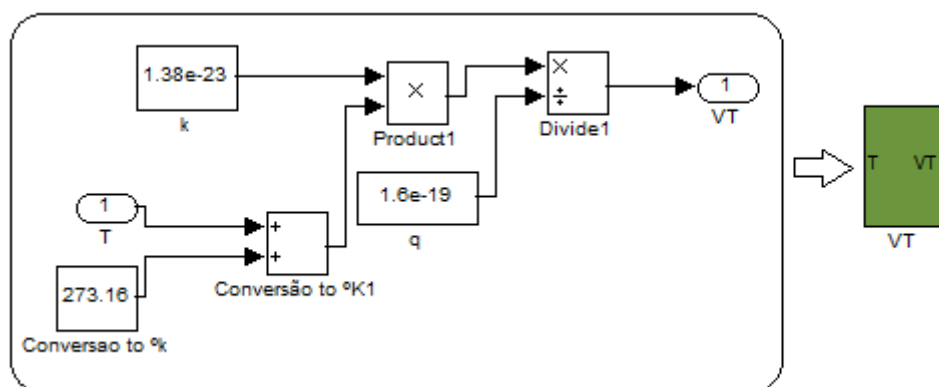 1.38e-23
k
×
Product1
×
÷
Divide1
1
VT
1.6e-19
q
1
T
+
+
Conversão to ºK1
273.16
Conversao to ºk
T VT
VT